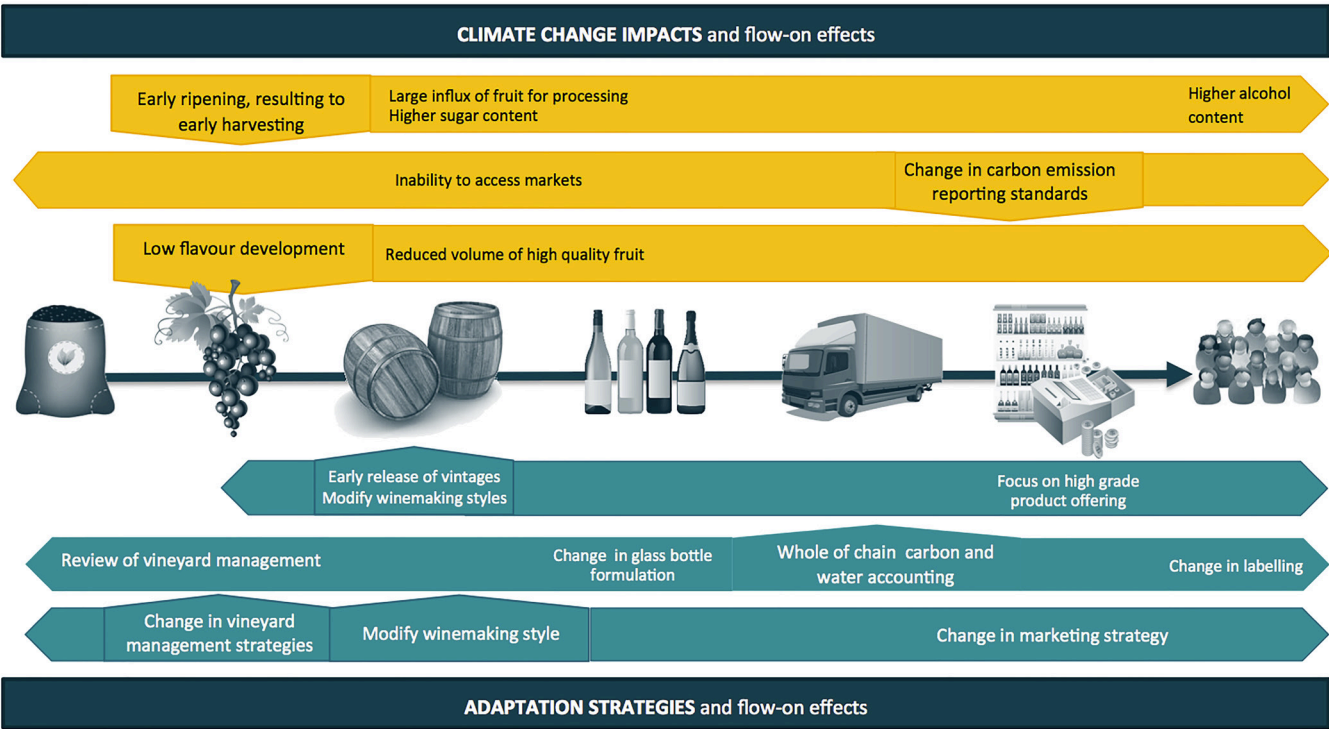 CLIMATE CHANGE IMPACTS and flow-on effects
Early ripening, resulting to
early harvesting
Large influx of fruit for processing
Higher sugar content
Higher alcohol
content
Inability to access markets
Change in carbon emission
reporting standards
Low flavour development
Reduced volume of high quality fruit
Early release of vintages
Modify winemaking styles
Focus on high grade
product offering
Review of vineyard management
Change in glass bottle
formulation
Whole of chain carbon and
water accounting
Change in labelling
Change in vineyard
management strategies
Modify winemaking style
Change in marketing strategy
ADAPTATION STRATEGIES and flow-on effects